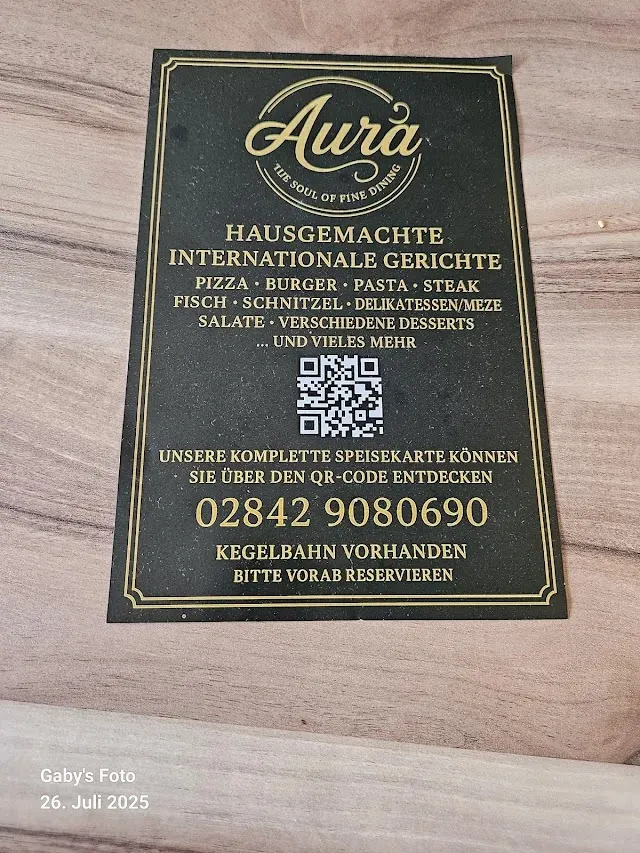 Aura
THE SOUL OF FINE DINING
HAUSGEMACHTE
INTERNATIONALE GERICHTE
PIZZA · BURGER · PASTA · STEAK
FISCH · SCHNITZEL · DELIKATESSEN/MEZE
SALATE · VERSCHIEDENE DESSERTS
... UND VIELES MEHR
UNSERE KOMPLETTE SPEISEKARTE KÖNNEN
SIE ÜBER DEN QR-CODE ENTDECKEN
02842 9080690
KEGELBAHN VORHANDEN
BITTE VORAB RESERVIEREN
Gaby's Foto
26. Juli 2025